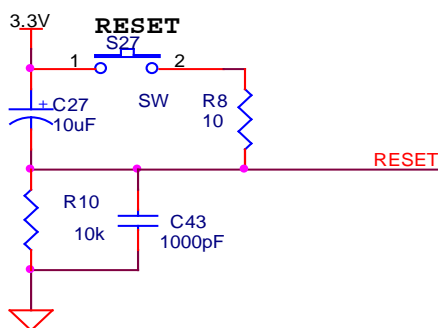 3.3V
RESET
S27
1
2
SW
+
C27
10uF
R8
10
RESET
R10
10k
C43
1000pF